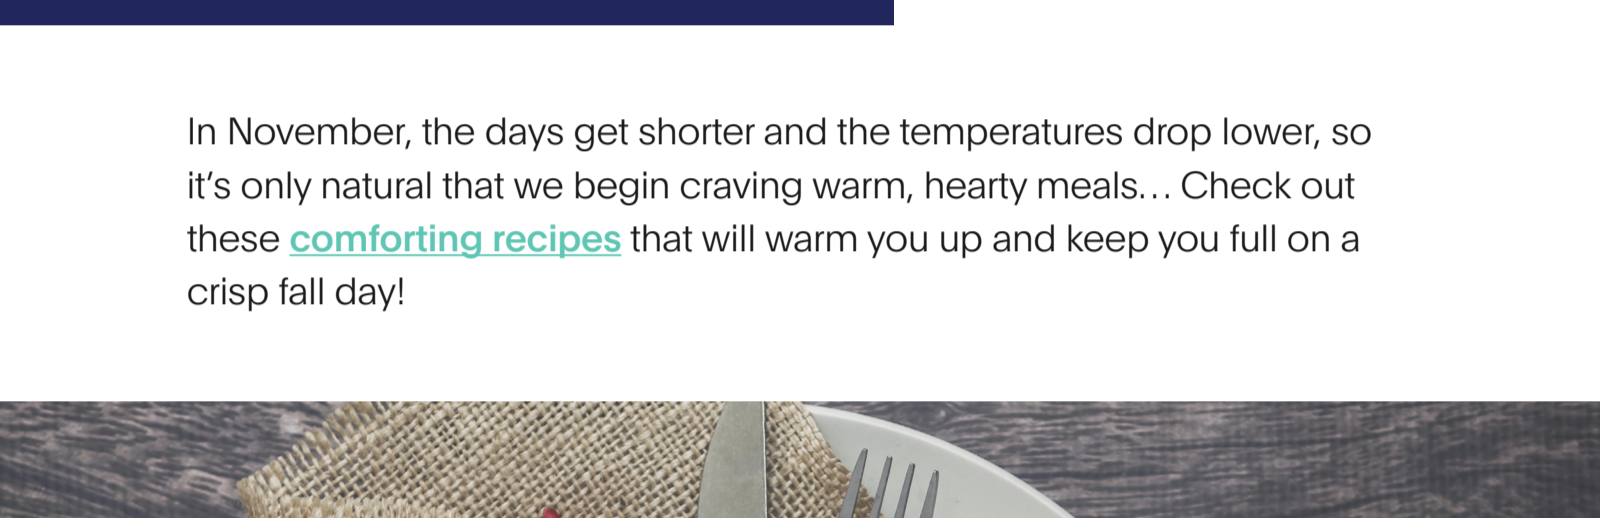 In November, the days get shorter and the temperatures drop lower, so
it’s only natural that we begin craving warm, hearty meals… Check out
these comforting recipes that will warm you up and keep you full on a
crisp fall day!